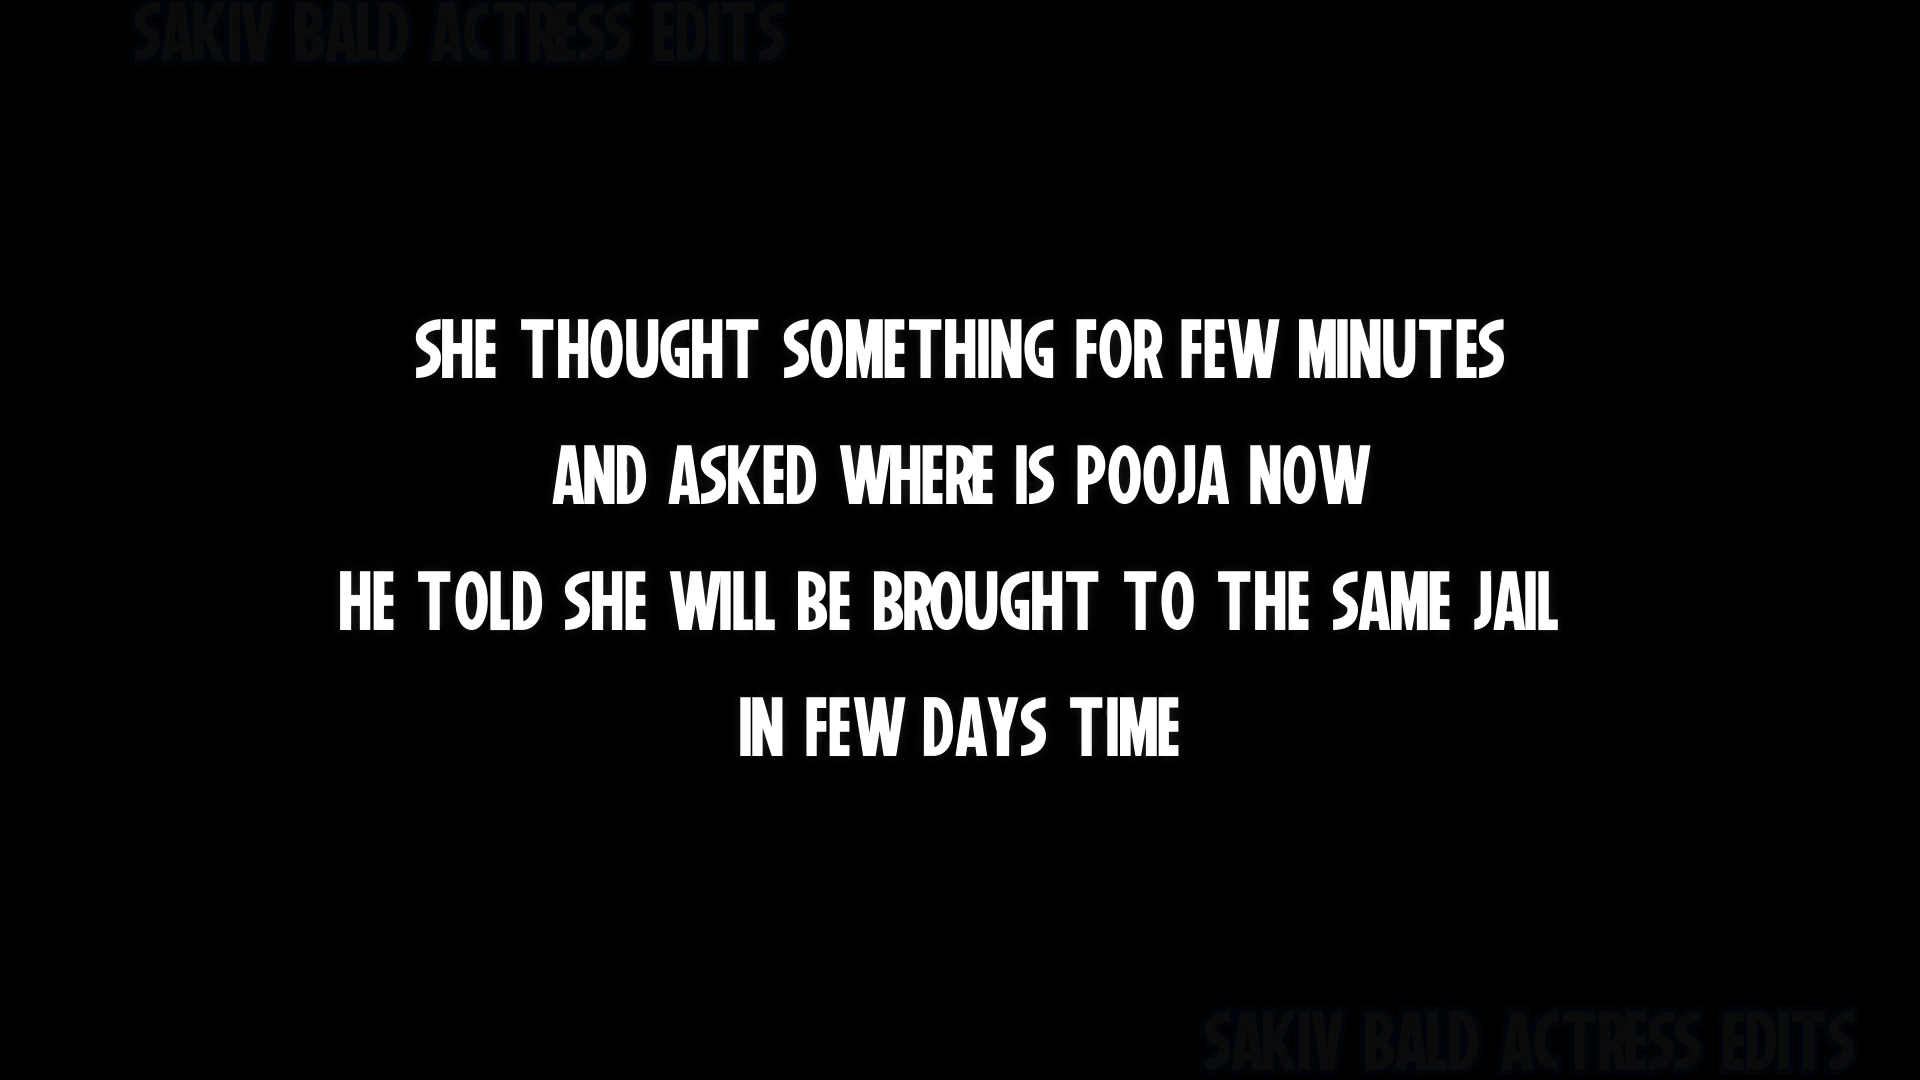 SAKIV BALD ACTRESS EDITS
SHE THOUGHT SOMETHING FOR FEW MINUTES
AND ASKED WHERE IS POOJA NOW
HE TOLD SHE WILL BE BROUGHT TO THE SAME JAIL
IN FEW DAYS TIME
SAKIV BALD ACTRESS EDITS